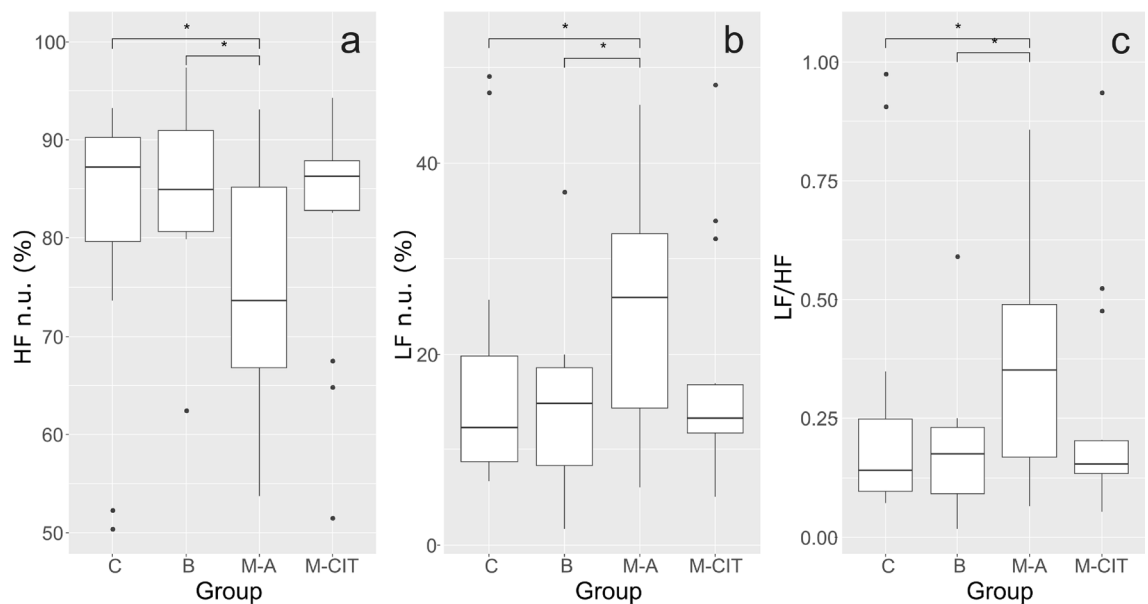 a
HF n.u. (%)
100
90
80
70
60
50
*
*
C B M-A M-CIT
Group
b
LF n.u. (%)
40
20
0
*
*
C B M-A M-CIT
Group
c
LF/HF
1.00
0.75
0.50
0.25
0.00
*
*
C B M-A M-CIT
Group